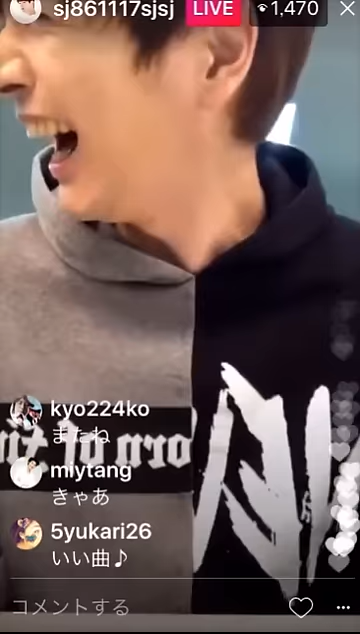 sj861117sjsj LIVE 1,470
kyo224ko
またね
miytang
きゃあ
5yukari26
いい曲♪
コメントする